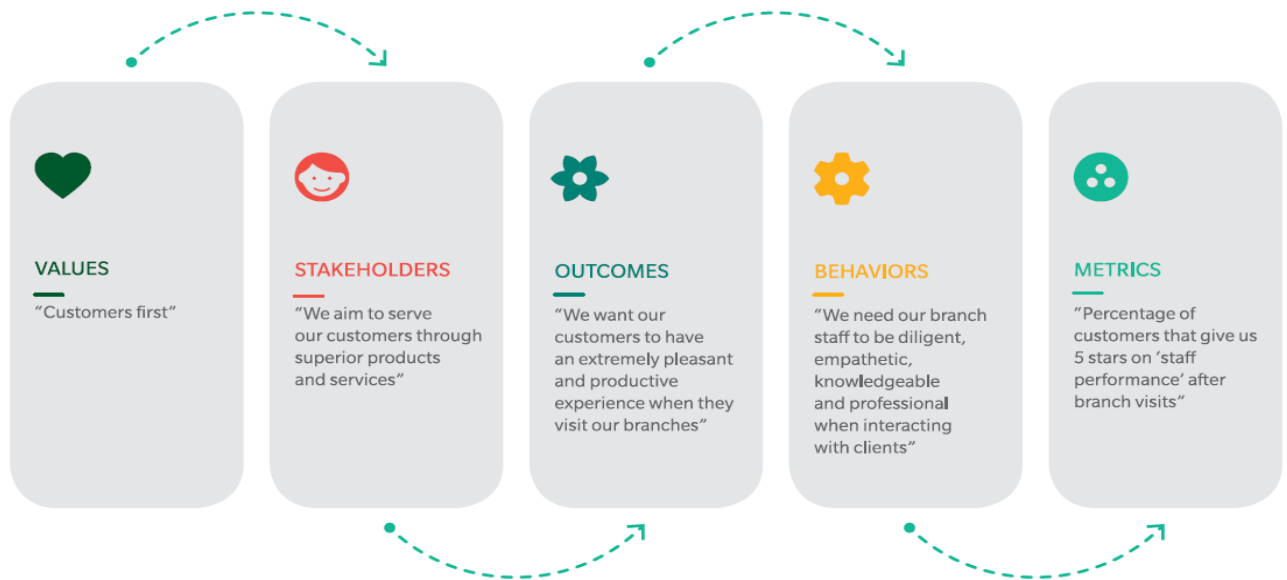 VALUES
“Customers first”
STAKEHOLDERS
“We aim to serve
our customers through
superior products
and services”
OUTCOMES
“We want our
customers to have
an extremely pleasant
and productive
experience when they
visit our branches”
BEHAVIORS
“We need our branch
staff to be diligent,
empathetic,
knowledgeable
and professional
when interacting
with clients”
METRICS
“Percentage of
customers that give us
5 stars on ‘staff
performance’ after
branch visits”